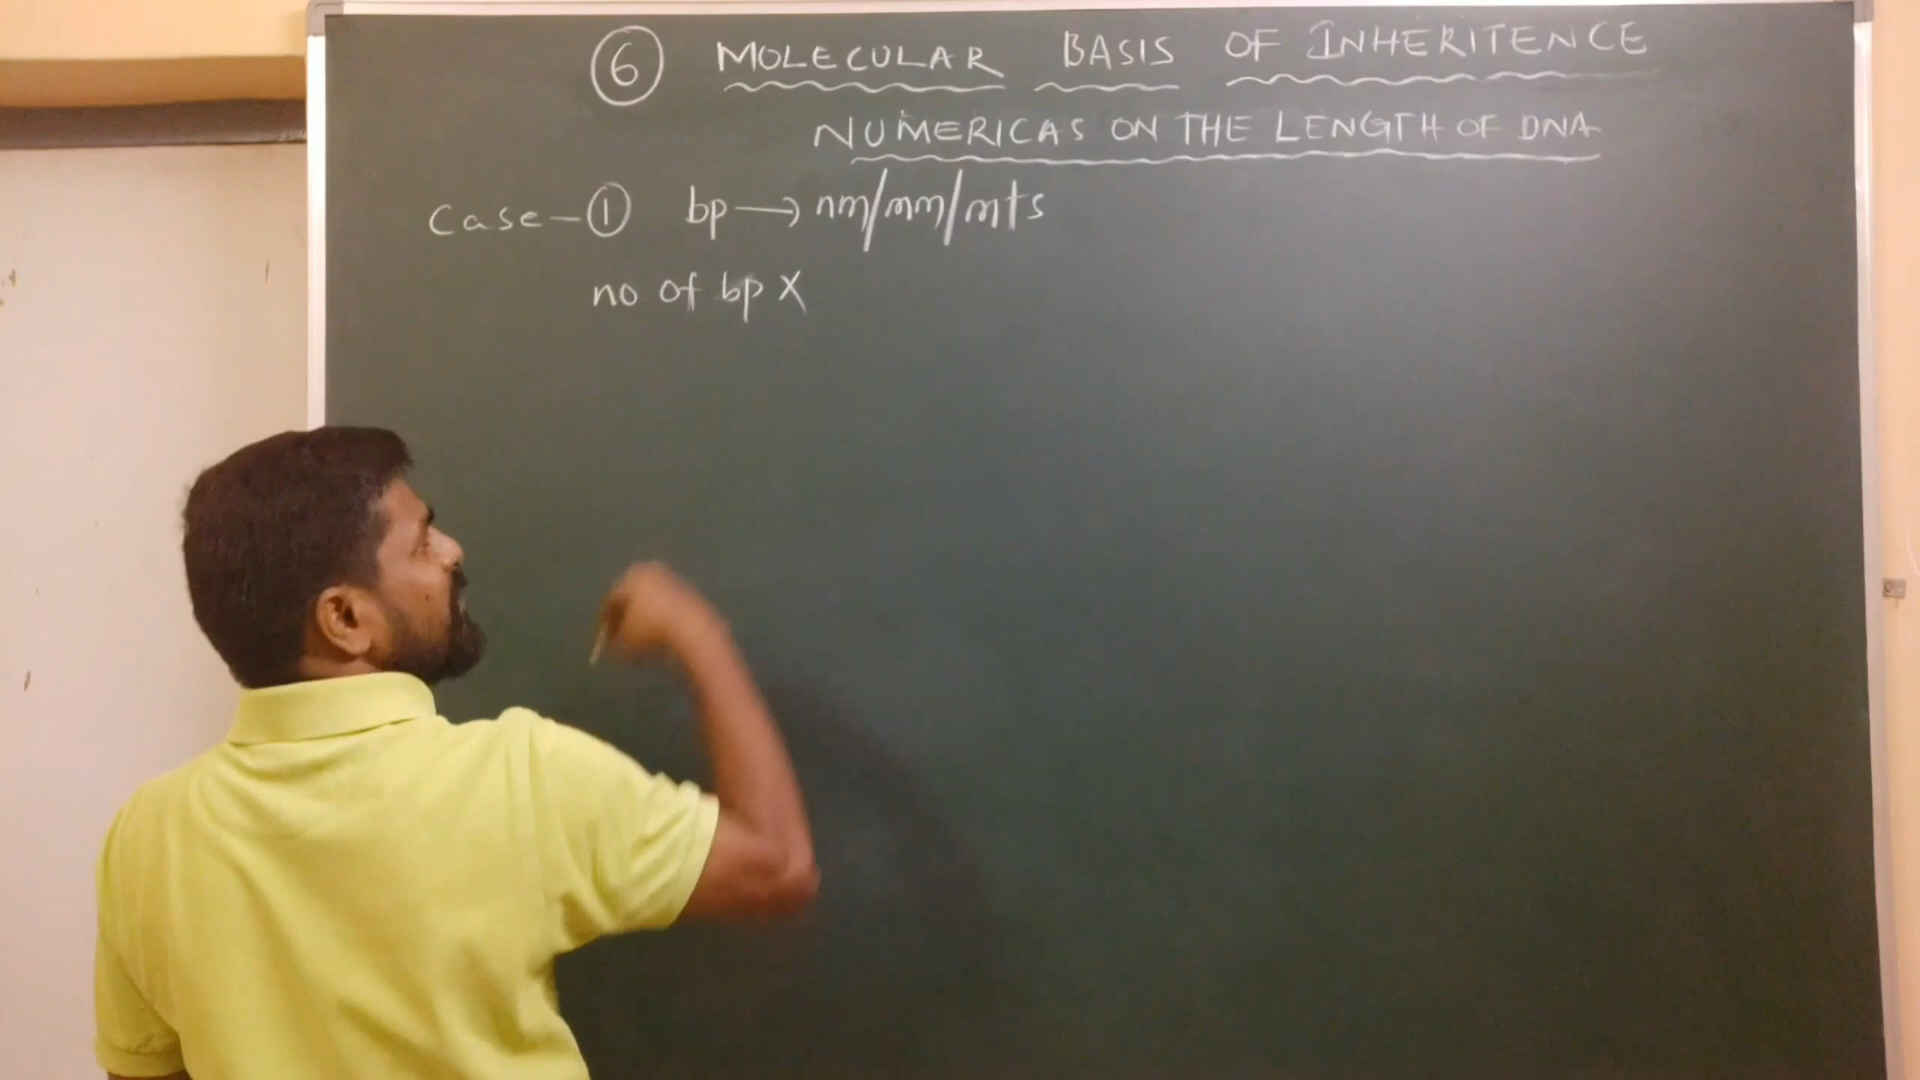 6 MOLECULAR BASIS OF INHERITENCE
NUMERICAS ON THE LENGTH OF DNA
Case-1 bp → nm/mm/mts
no of bp X